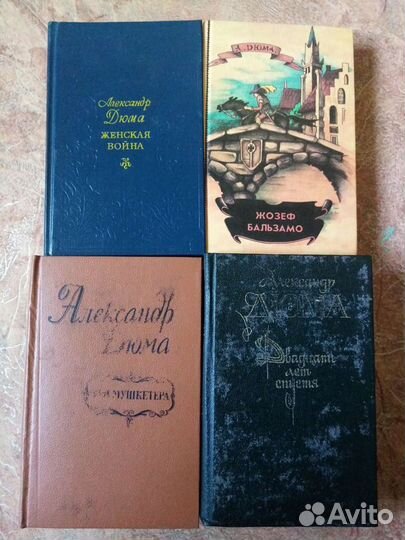 Александр
Дюма
ЖЕНСКАЯ
ВОЙНА
А. ДЮМА
ЖОЗЕФ
БАЛЬЗАМО
Александр
Дюма
МУШКЕТЕРА
Александр
ДЮМА
Двадцать
лет
спустя
Avito